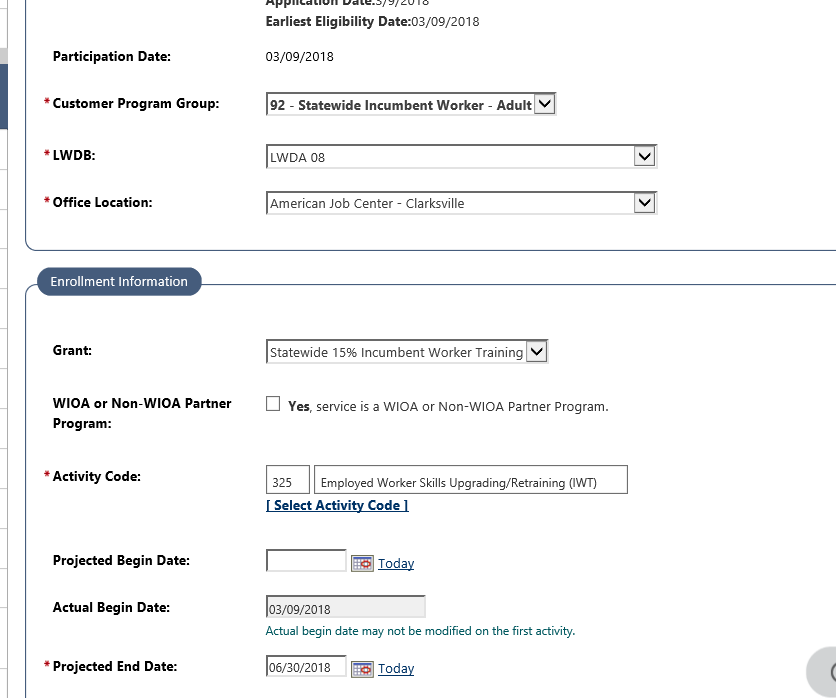 Application Date:3/9/2018
Earliest Eligibility Date:03/09/2018
Participation Date: 03/09/2018
* Customer Program Group: 92 - Statewide Incumbent Worker - Adult
* LWDB: LWDA 08
* Office Location: American Job Center - Clarksville
Enrollment Information
Grant: Statewide 15% Incumbent Worker Training
WIOA or Non-WIOA Partner
Program:
Yes, service is a WIOA or Non-WIOA Partner Program.
* Activity Code: 325 Employed Worker Skills Upgrading/Retraining (IWT)
[ Select Activity Code ]
Projected Begin Date: Today
Actual Begin Date: 03/09/2018
Actual begin date may not be modified on the first activity.
* Projected End Date: 06/30/2018 Today